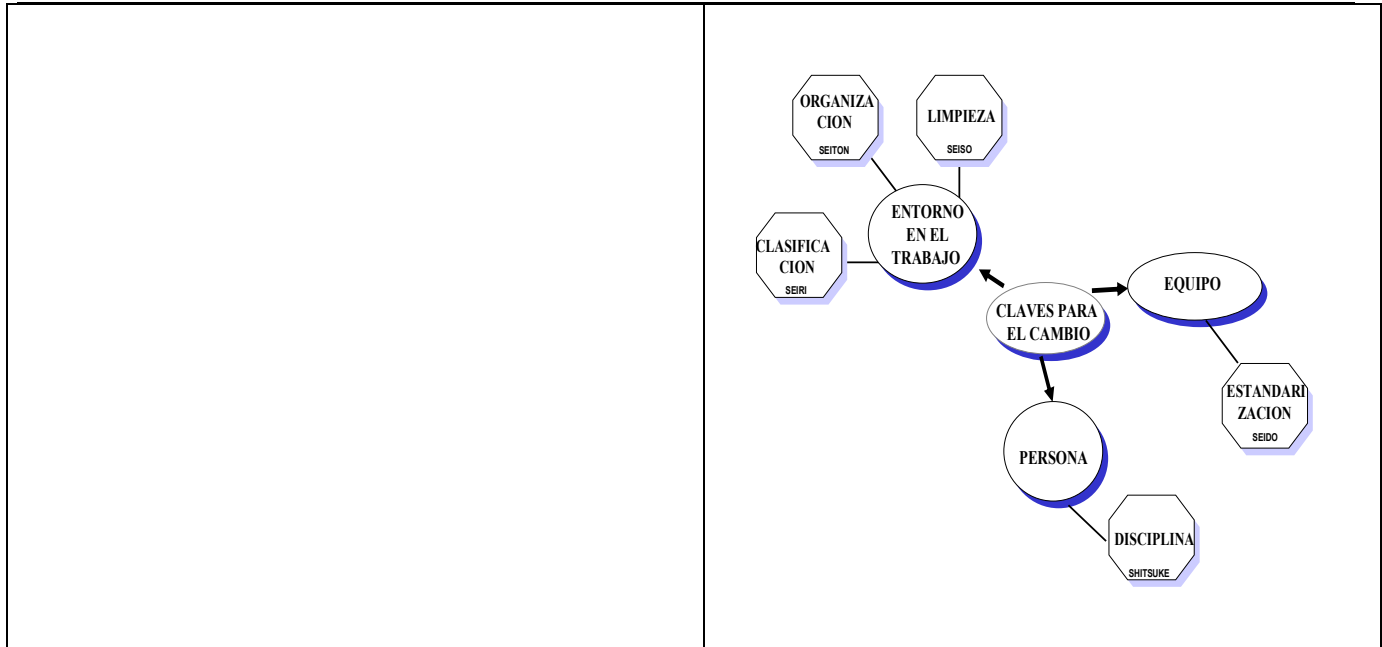 ORGANIZA
CION
SEITON
LIMPIEZA
SEISO
ENTORNO
EN EL
TRABAJO
CLASIFICA
CION
SEIRI
EQUIPO
CLAVES PARA
EL CAMBIO
ESTANDARI
ZACION
SEIDO
PERSONA
DISCIPLINA
SHITSUKE